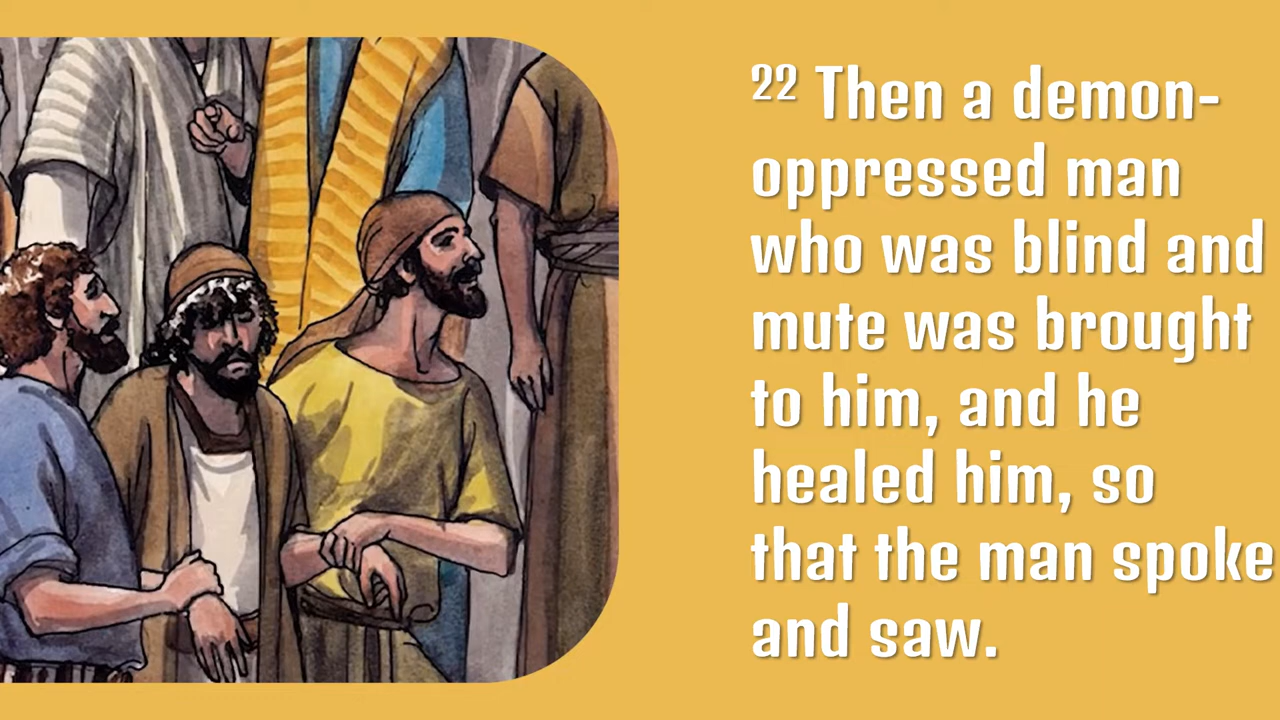 22 Then a demon-
oppressed man
who was blind and
mute was brought
to him, and he
healed him, so
that the man spoke
and saw.